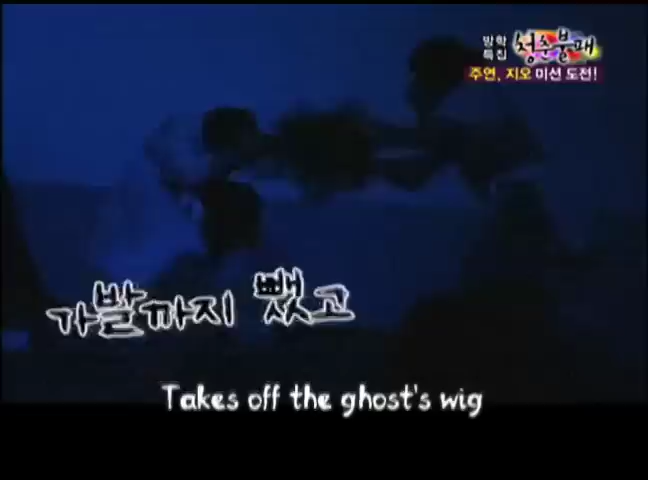 방학
특집
청춘불패
주연, 지오 미션 도전!
가발까지 뺐고
Takes off the ghost's wig